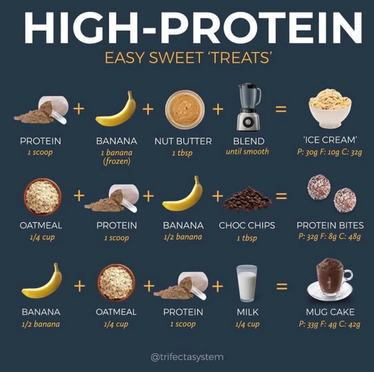 HIGH-PROTEIN
EASY SWEET 'TREATS'
+ + + =
PROTEIN BANANA NUT BUTTER BLEND 'ICE CREAM'
1 scoop 1 banana 1 tbsp until smooth P: 30g F: 10g C: 32g
(frozen)
+ + + =
OATMEAL PROTEIN BANANA CHOC CHIPS PROTEIN BITES
1/4 cup 1 scoop 1/2 banana 1 tbsp P: 32g F: 8g C: 48g
+ + + =
BANANA OATMEAL PROTEIN MILK MUG CAKE
1/2 banana 1/4 cup 1 scoop 1/4 cup P: 33g F: 4g C: 42g
@trifectasystem